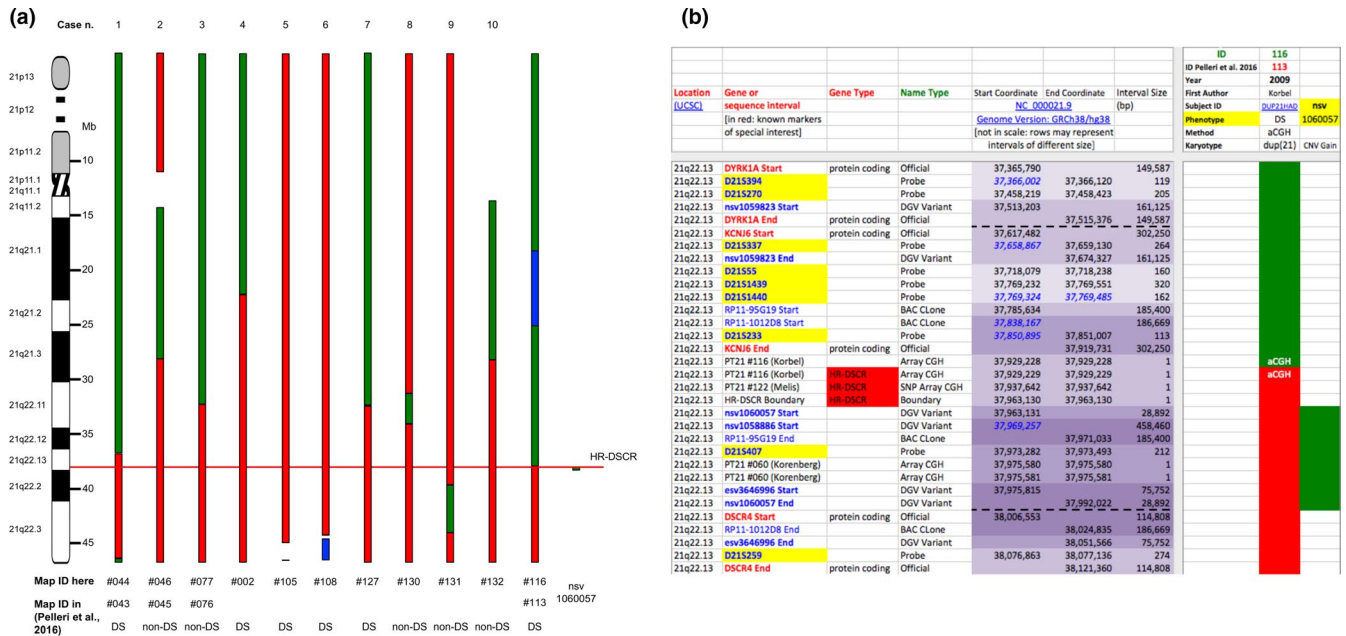 (a)
Case n. 1 2 3 4 5 6 7 8 9 10
21p13
21p12
Mb
21p11.2
10
21p11.1
21q11.1
21q11.2
15
21q21.1
20
21q21.2
25
21q21.3
30
21q22.11
35
21q22.12
HR-DSCR
21q22.13
40
21q22.2
21q22.3
45
Map ID here #044 #046 #077 #002 #105 #108 #127 #130 #131 #132 #116 nsv 1060057
Map ID in (Pelleri et al., 2016) #043 #045 #076 #113
DS non-DS non-DS DS DS DS DS non-DS non-DS non-DS DS
(b)
ID 116
ID Pelleri et al. 2016 113
Year 2009
Location Gene or Gene Type Name Type Start Coordinate End Coordinate Interval Size First Author Korbel
(UCSC) sequence interval NC_000021.9 (bp) Subject ID DUP21HAD nsv
[in red: known markers Genome Version: GRCh38/hg38 Phenotype DS 1060057
of special interest] [not in scale: rows may represent Method aCGH
intervals of different size] Karyotype dup(21) CNV Gain
21q22.13 DYRK1A Start protein coding Official 37,365,790 149,587
21q22.13 D21S394 Probe 37,366,002 37,366,120 119
21q22.13 D21S270 Probe 37,458,219 37,458,423 205
21q22.13 nsv1059823 Start DGV Variant 37,513,203 161,125
21q22.13 DYRK1A End protein coding Official 37,515,376 149,587
21q22.13 KCNJ6 Start protein coding Official 37,617,482 302,250
21q22.13 D21S337 Probe 37,658,867 37,659,130 264
21q22.13 nsv1059823 End DGV Variant 37,674,327 161,125
21q22.13 D21S55 Probe 37,718,079 37,718,238 160
21q22.13 D21S1439 Probe 37,769,232 37,769,551 320
21q22.13 D21S1440 Probe 37,769,324 37,769,485 162
21q22.13 RP11-95G19 Start BAC CLone 37,785,634 185,400
21q22.13 RP11-1012D8 Start BAC CLone 37,838,167 186,669
21q22.13 D21S233 Probe 37,850,895 37,851,007 113
21q22.13 KCNJ6 End protein coding Official 37,919,731 302,250
21q22.13 PT21 #116 (Korbel) Array CGH 37,929,228 37,929,228 1 aCGH
21q22.13 PT21 #116 (Korbel) HR-DSCR Array CGH 37,929,229 37,929,229 1 aCGH
21q22.13 PT21 #122 (Melis) HR-DSCR SNP Array CGH 37,937,642 37,937,642 1
21q22.13 HR-DSCR Boundary HR-DSCR Boundary 37,963,130 37,963,130 1
21q22.13 nsv1060057 Start DGV Variant 37,963,131 28,892
21q22.13 nsv1058886 Start DGV Variant 37,969,257 458,460
21q22.13 RP11-95G19 End BAC CLone 37,971,033 185,400
21q22.13 D21S407 Probe 37,973,282 37,973,493 212
21q22.13 PT21 #060 (Korenberg) Array CGH 37,975,580 37,975,580 1
21q22.13 PT21 #060 (Korenberg) Array CGH 37,975,581 37,975,581 1
21q22.13 esv3646996 Start DGV Variant 37,975,815 75,752
21q22.13 nsv1060057 End DGV Variant 37,992,022 28,892
21q22.13 DSCR4 Start protein coding Official 38,006,553 114,808
21q22.13 RP11-1012D8 End BAC CLone 38,024,835 186,669
21q22.13 esv3646996 End DGV Variant 38,051,566 75,752
21q22.13 D21S259 Probe 38,076,863 38,077,136 274
21q22.13 DSCR4 End protein coding Official 38,121,360 114,808